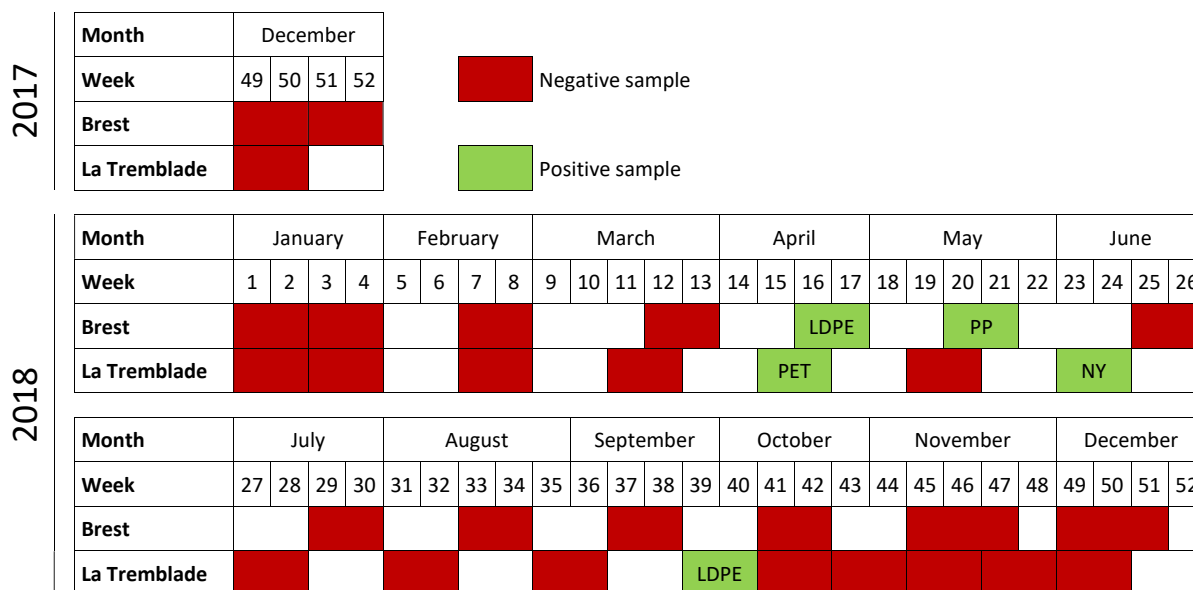 2017
Month December
Week 49 50 51 52
Negative sample
Brest
La Tremblade
Positive sample
2018
Month January February March April May June
Week 1 2 3 4 5 6 7 8 9 10 11 12 13 14 15 16 17 18 19 20 21 22 23 24 25 26
Brest LDPE PP
La Tremblade PET NY
Month July August September October November December
Week 27 28 29 30 31 32 33 34 35 36 37 38 39 40 41 42 43 44 45 46 47 48 49 50 51 52
Brest
La Tremblade LDPE